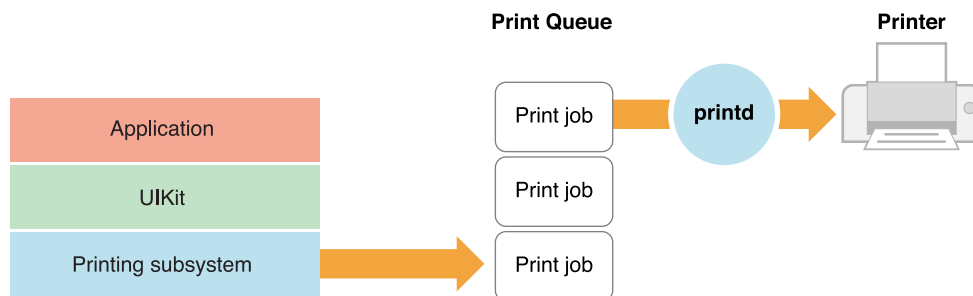 Print Queue
Printer
Application
UIKit
Printing subsystem
Print job
Print job
Print job
printd